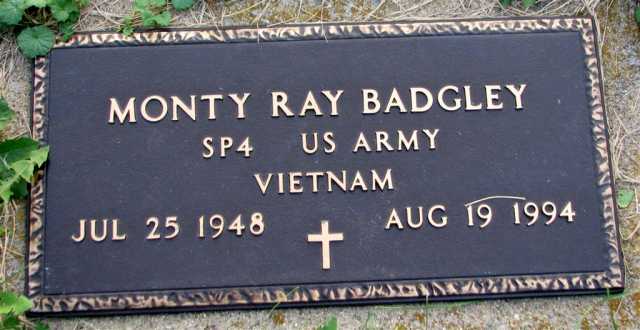 MONTY RAY BADGLEY
SP4 US ARMY
VIETNAM
JUL 25 1948 AUG 19 1994